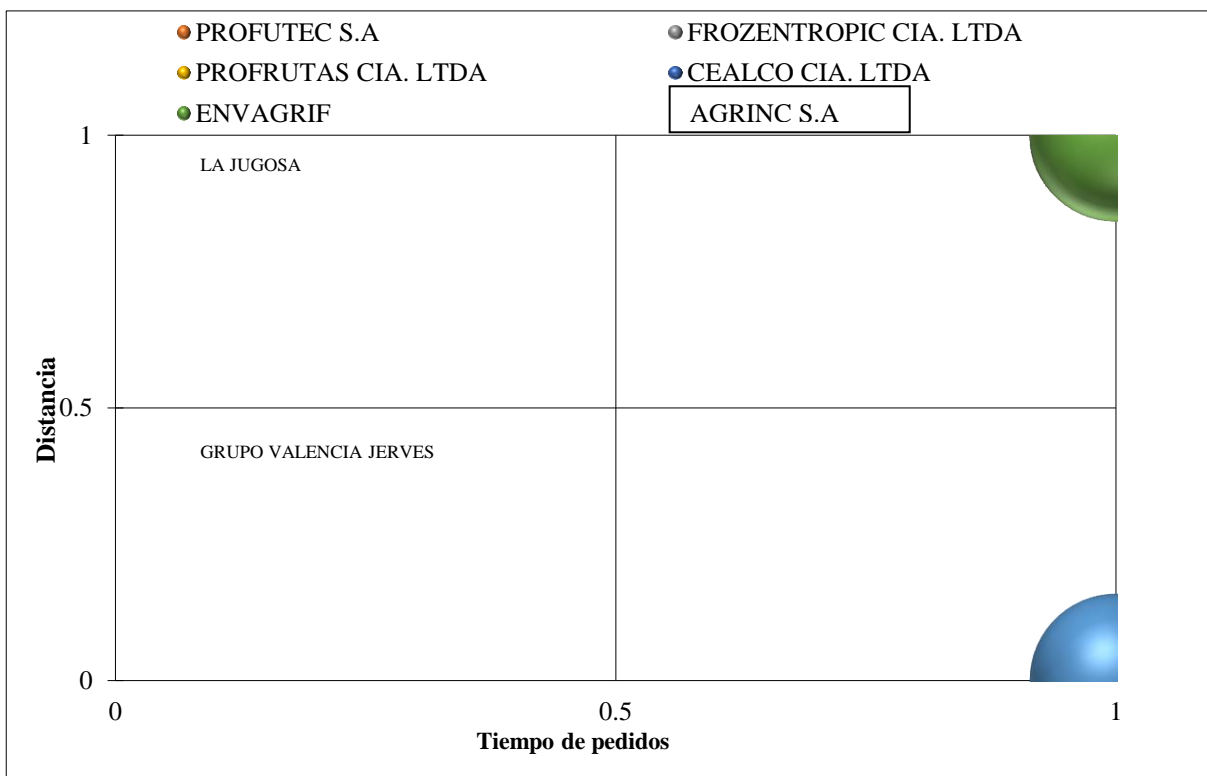 PROFUTEC S.A
FROZENTROPIC CIA. LTDA
PROFRUTAS CIA. LTDA
CEALCO CIA. LTDA
ENVAGRIF
AGRINC S.A
1
LA JUGOSA
Distancia
0.5
GRUPO VALENCIA JERVES
0
0
0.5
1
Tiempo de pedidos